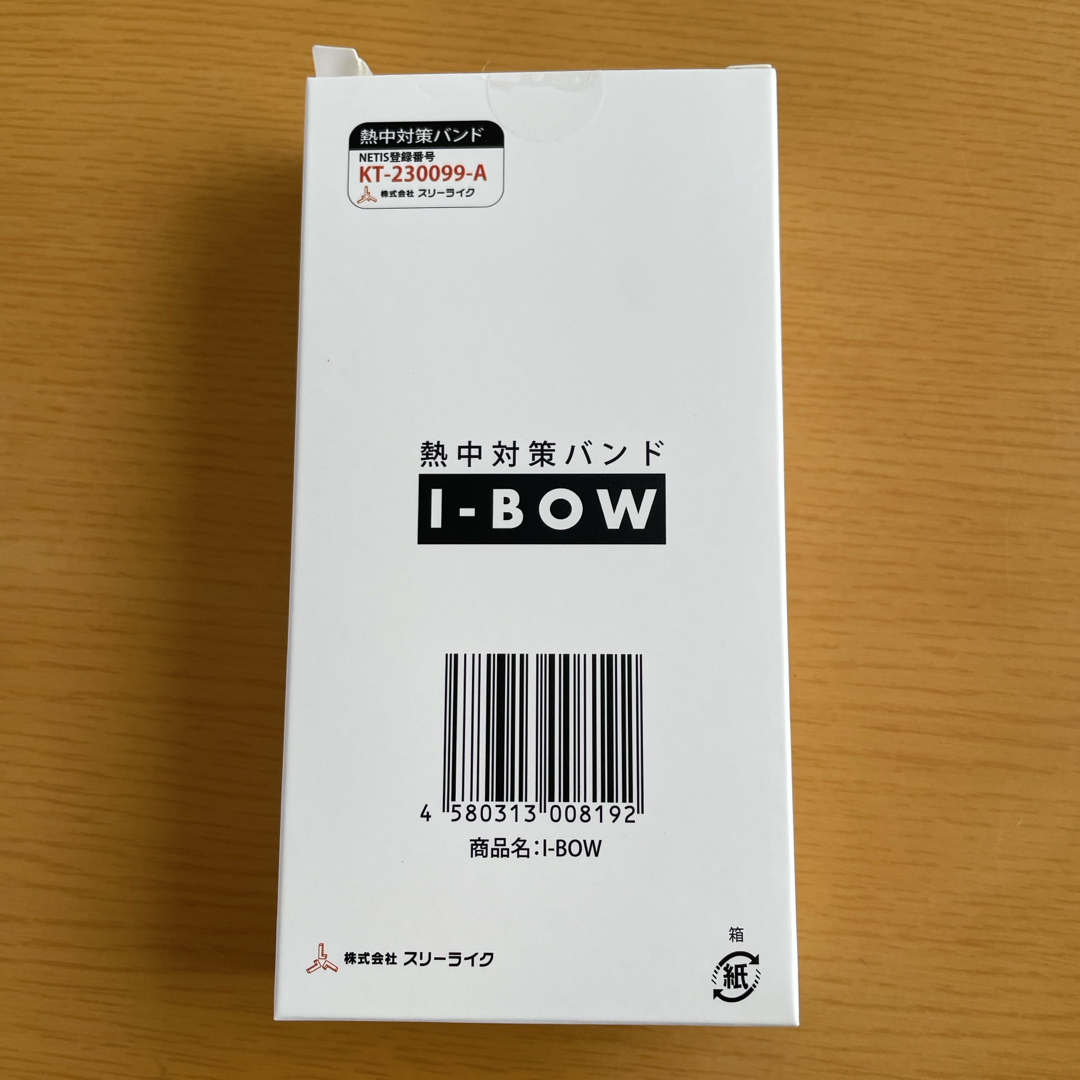 熱中対策バンド
NETIS登録番号
KT-230099-A
株式会社 スリーライク
熱中対策バンド
I-BOW
4 580313 008192
商品名:I-BOW
株式会社 スリーライク
箱
紙